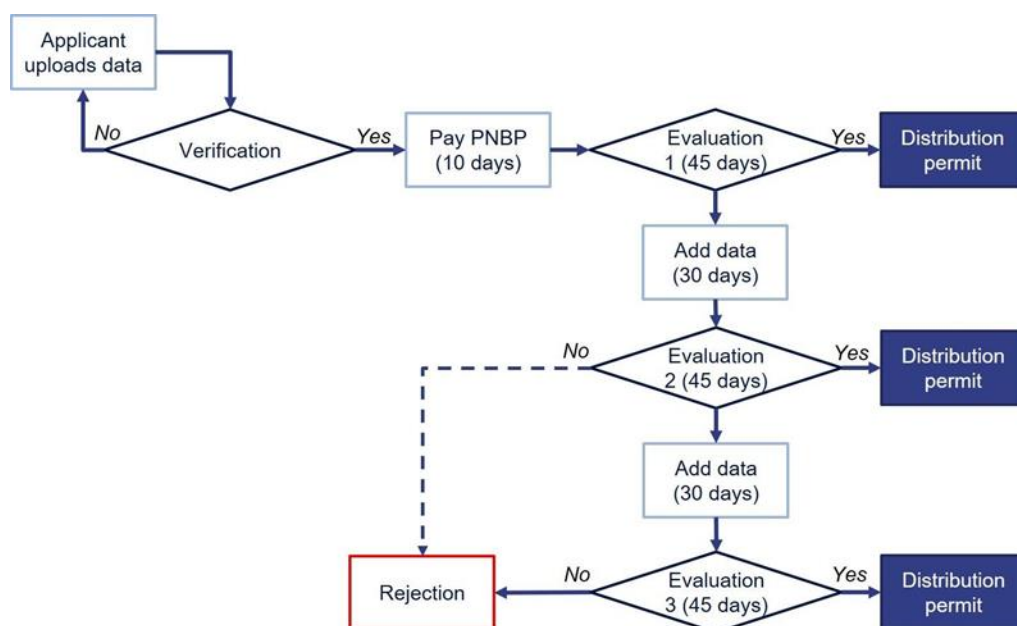 Applicant
uploads data
No
Verification
Yes
Pay PNBP
(10 days)
Evaluation
1 (45 days)
Yes
Distribution
permit
Add data
(30 days)
No
Evaluation
2 (45 days)
Yes
Distribution
permit
Add data
(30 days)
Rejection
No
Evaluation
3 (45 days)
Yes
Distribution
permit